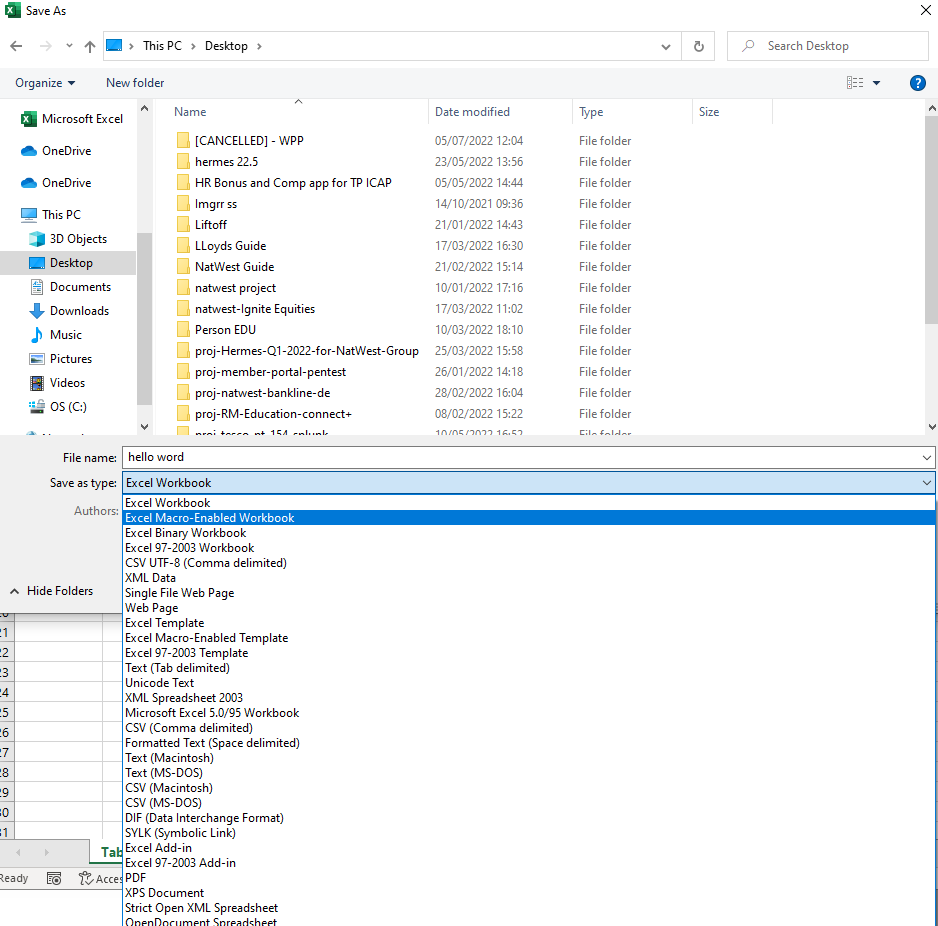 Save As
This PC > Desktop >
Search Desktop
Organize
New folder
?
Name Date modified Type Size
Microsoft Excel
OneDrive
OneDrive
This PC
3D Objects
Desktop
Documents
Downloads
Music
Pictures
Videos
OS (C:)
[CANCELLED] - WPP 05/07/2022 12:04 File folder
hermes 22.5 23/05/2022 13:56 File folder
HR Bonus and Comp app for TP ICAP 05/05/2022 14:44 File folder
Imgrr ss 14/10/2021 09:36 File folder
Liftoff 21/01/2022 14:43 File folder
LLoyds Guide 17/03/2022 16:30 File folder
NatWest Guide 21/02/2022 15:14 File folder
natwest project 10/01/2022 17:16 File folder
natwest-Ignite Equities 17/03/2022 11:02 File folder
Person EDU 10/03/2022 18:10 File folder
proj-Hermes-Q1-2022-for-NatWest-Group 25/03/2022 15:58 File folder
proj-member-portal-pentest 26/01/2022 14:18 File folder
proj-natwest-bankline-de 28/02/2022 16:04 File folder
proj-RM-Education-connect+ 08/02/2022 15:22 File folder
proj-tesco-pt-154-splunk 10/05/2022 16:52 File folder
File name: hello word
Save as type: Excel Workbook
Authors:
Hide Folders
Excel Workbook
Excel Macro-Enabled Workbook
Excel Binary Workbook
Excel 97-2003 Workbook
CSV UTF-8 (Comma delimited)
XML Data
Single File Web Page
Web Page
Excel Template
Excel Macro-Enabled Template
Excel 97-2003 Template
Text (Tab delimited)
Unicode Text
XML Spreadsheet 2003
Microsoft Excel 5.0/95 Workbook
CSV (Comma delimited)
Formatted Text (Space delimited)
Text (Macintosh)
Text (MS-DOS)
CSV (Macintosh)
CSV (MS-DOS)
DIF (Data Interchange Format)
SYLK (Symbolic Link)
Excel Add-in
Excel 97-2003 Add-in
PDF
XPS Document
Strict Open XML Spreadsheet
OpenDocument Spreadsheet
21
22
23
24
25
26
27
28
29
30
31
Tab
Ready
Acces